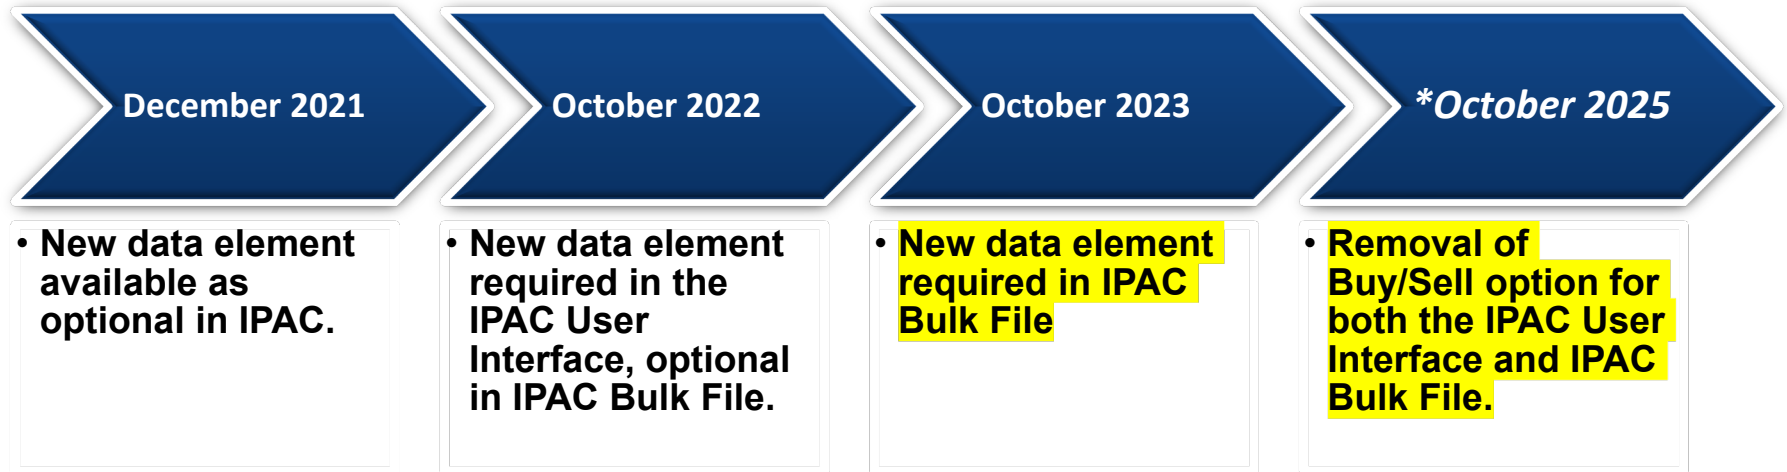 December 2021
October 2022
October 2023
*October 2025
• New data element
available as
optional in IPAC.
• New data element
required in the
IPAC User
Interface, optional
in IPAC Bulk File.
• New data element
required in IPAC
Bulk File
• Removal of
Buy/Sell option for
both the IPAC User
Interface and IPAC
Bulk File.